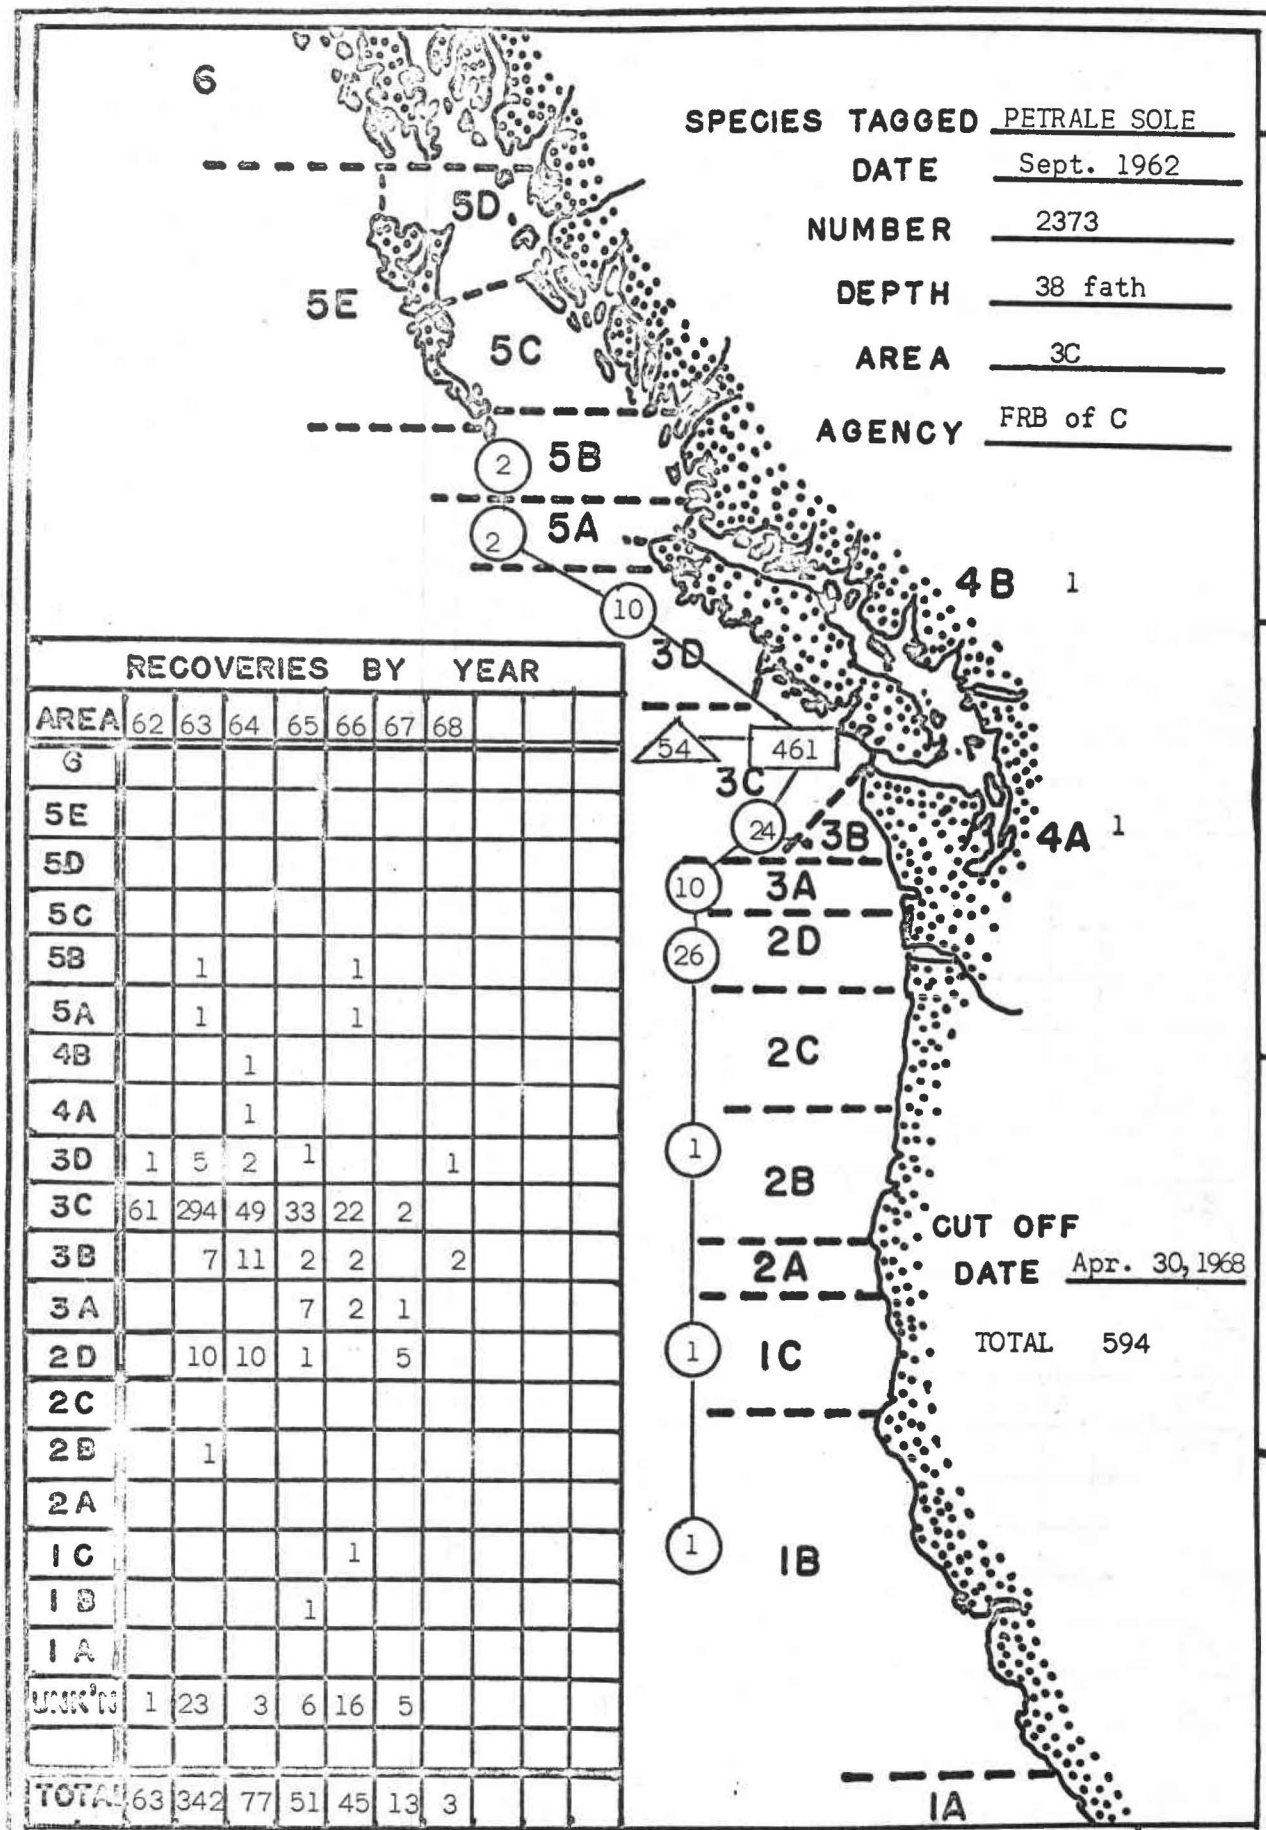 6
SPECIES TAGGED PETRALE SOLE
DATE Sept. 1962
NUMBER 2373
DEPTH 38 fath
AREA 3C
AGENCY FRB of C
5D
5E
5C
2 5B
2 5A
10
4B 1
3D
54 461
3C
24 3B
4A 1
10 3A
26 2D
2C
1 2B
2A
1 1C
1 1B
1A
CUT OFF
DATE Apr. 30, 1968
TOTAL 594
RECOVERIES BY YEAR
AREA 62 63 64 65 66 67 68
6
5E
5D
5C
5B 1 1
5A 1 1
4B 1
4A 1
3D 1 5 2 1 1
3C 61 294 49 33 22 2
3B 7 11 2 2 2
3A 7 2 1
2D 10 10 1 5
2C
2B 1
2A
1C 1
1B 1
1A
UNK'N 1 23 3 6 16 5
TOTAL 63 342 77 51 45 13 3